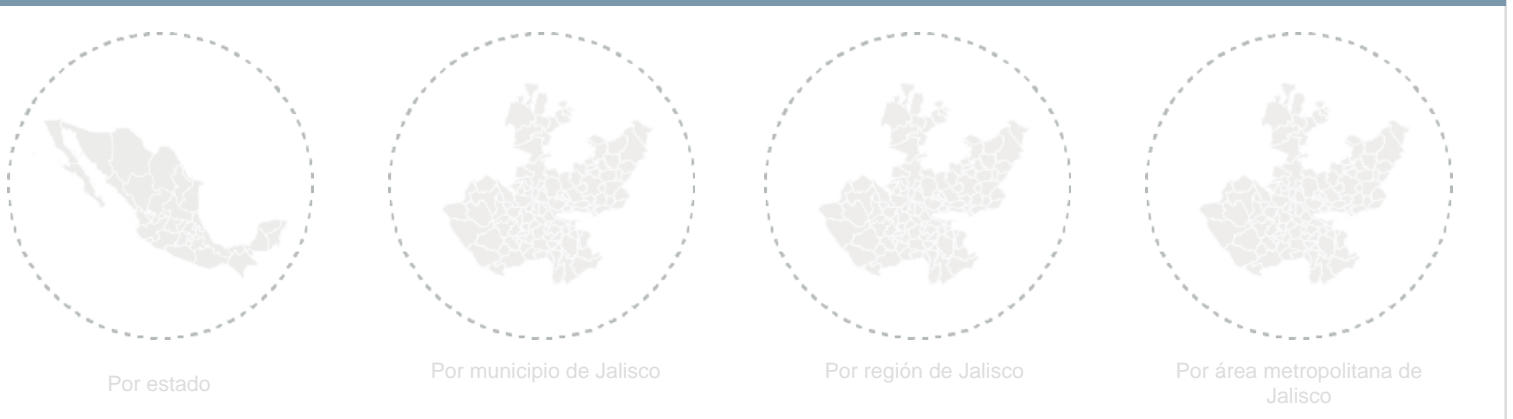 Por estado
Por municipio de Jalisco
Por región de Jalisco
Por área metropolitana de
Jalisco